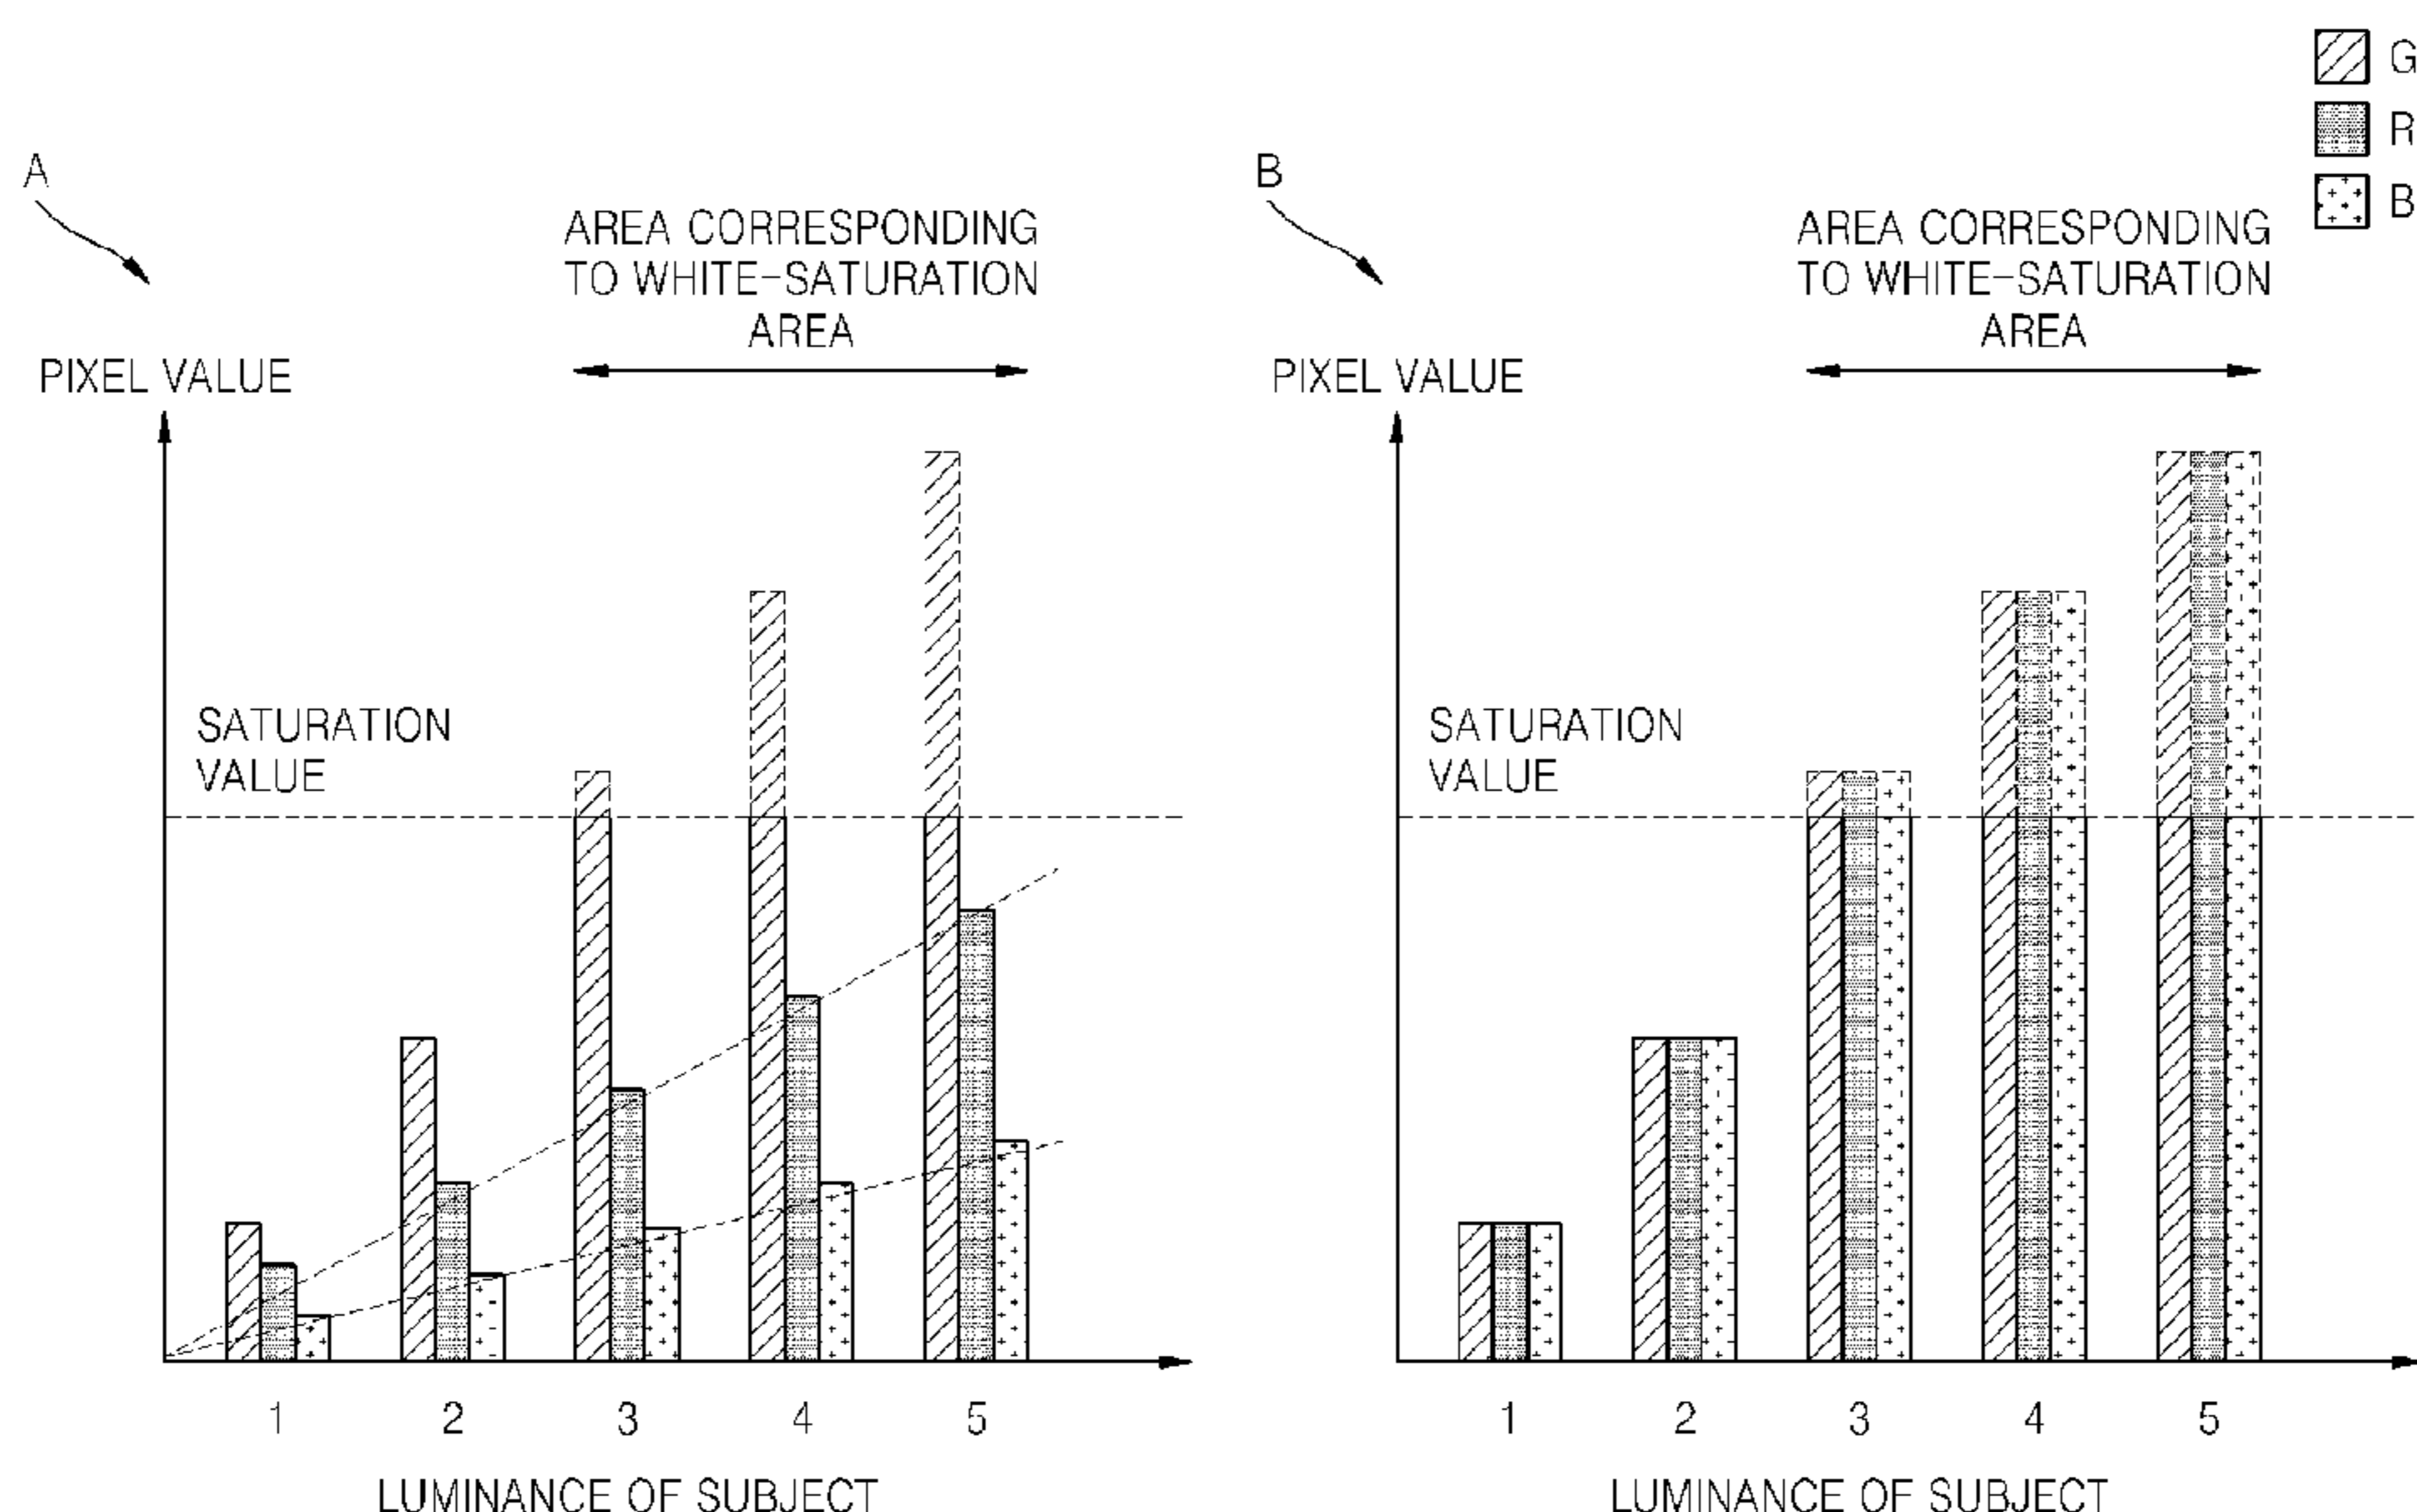 G
R
B
A
AREA CORRESPONDING
TO WHITE-SATURATION
AREA
PIXEL VALUE
SATURATION
VALUE
1 2 3 4 5
LUMINANCE OF SUBJECT
B
AREA CORRESPONDING
TO WHITE-SATURATION
AREA
PIXEL VALUE
SATURATION
VALUE
1 2 3 4 5
LUMINANCE OF SUBJECT